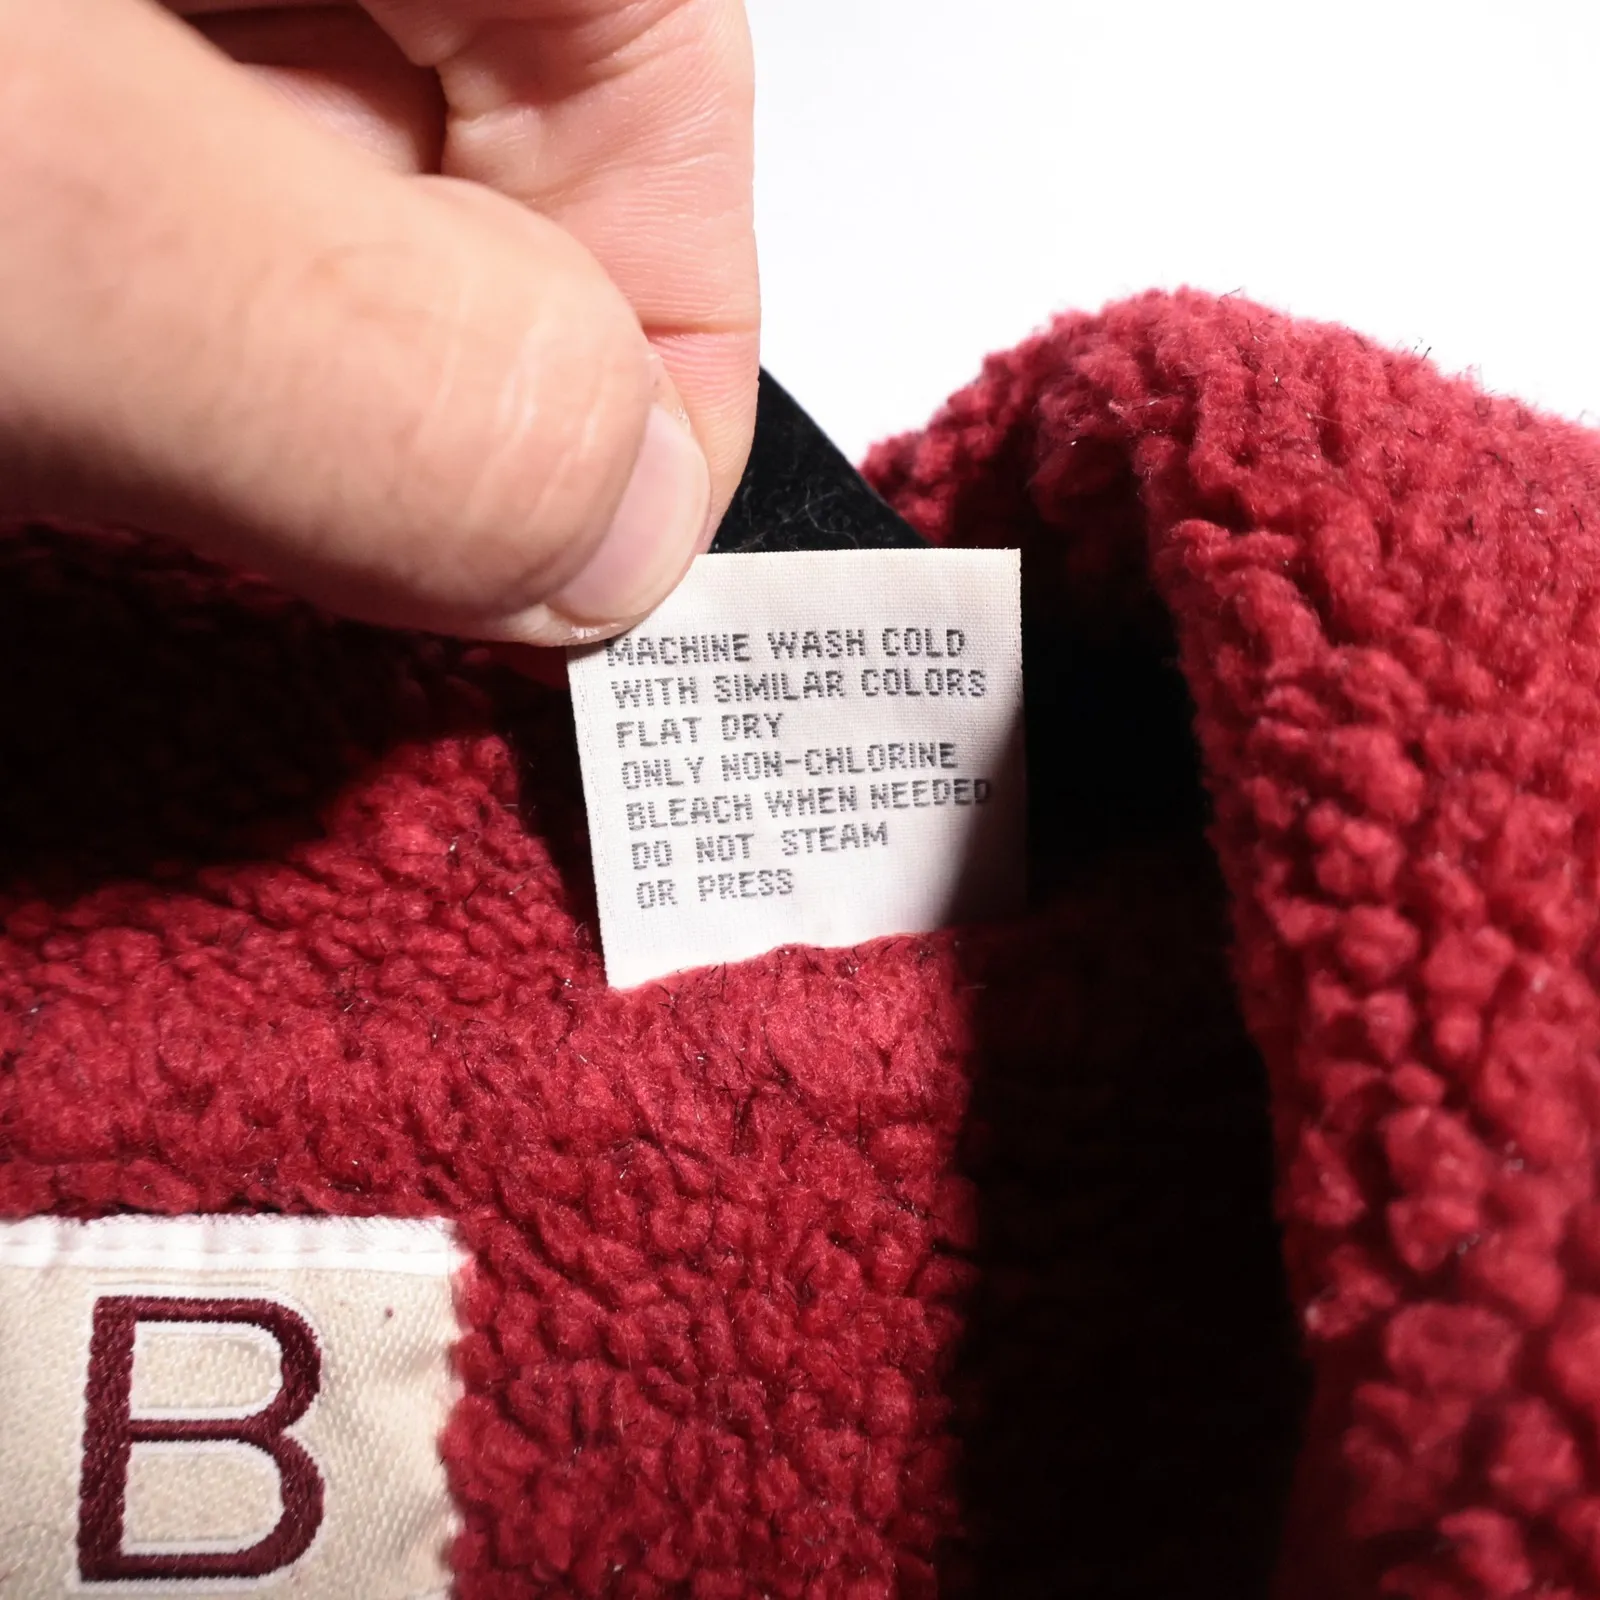 MACHINE WASH COLD
WITH SIMILAR COLORS
FLAT DRY
ONLY NON-CHLORINE
BLEACH WHEN NEEDED
DO NOT STEAM
OR PRESS
B